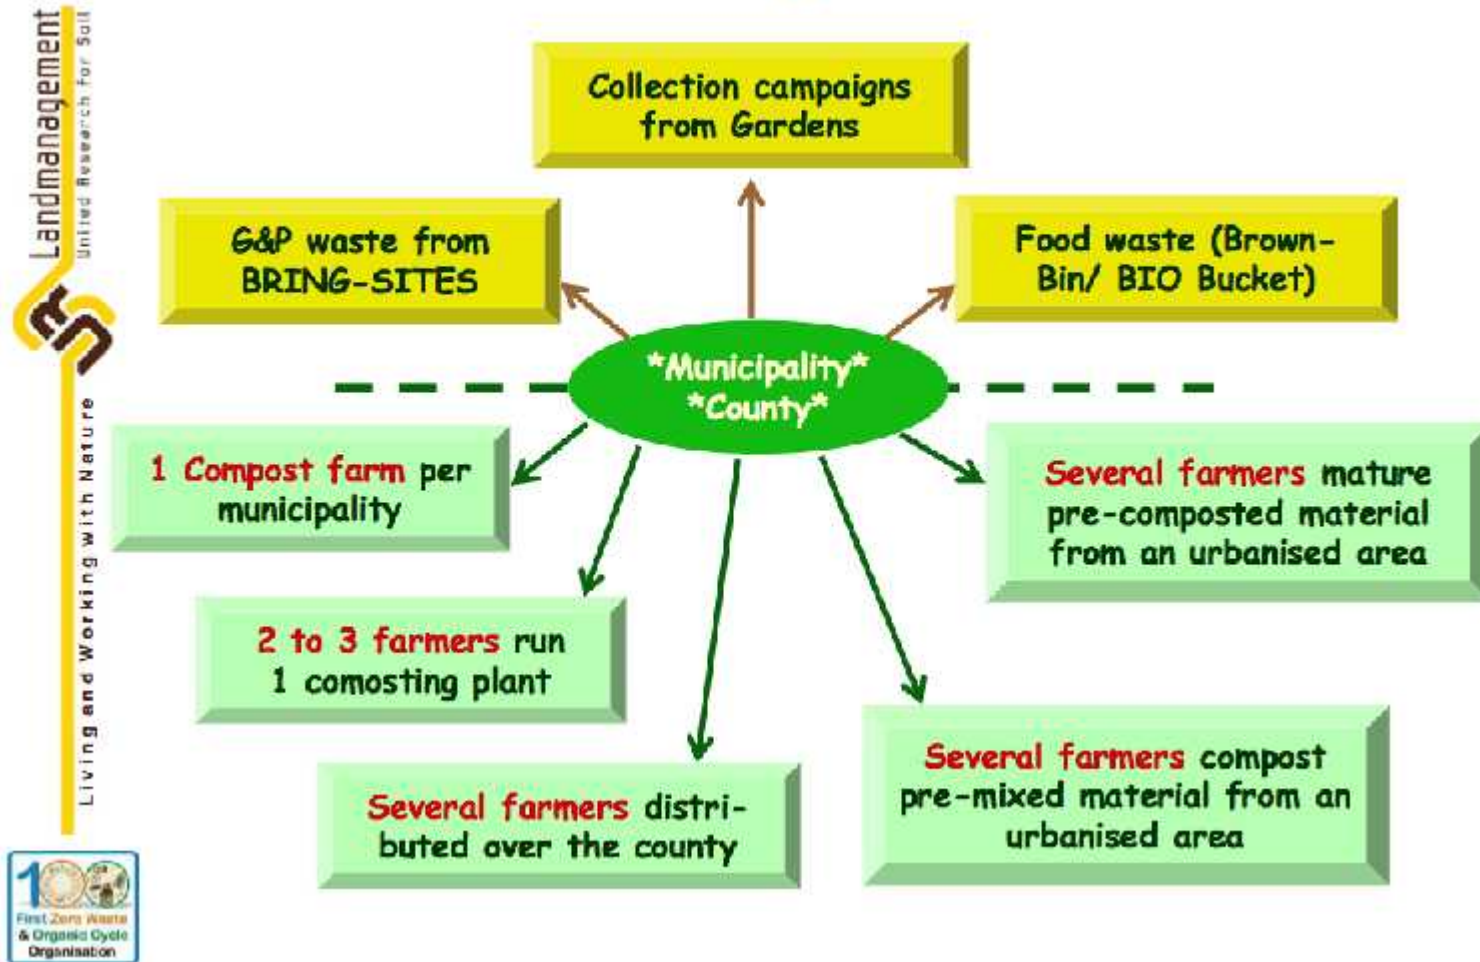 Landmanagement
United Research for Soil
Living and Working with Nature
Collection campaigns
from Gardens
G&P waste from
BRING-SITES
Food waste (Brown-
Bin/ BIO Bucket)
*Municipality*
*County*
1 Compost farm per
municipality
Several farmers mature
pre-composted material
from an urbanised area
2 to 3 farmers run
1 comosting plant
Several farmers distri-
buted over the county
Several farmers compost
pre-mixed material from an
urbanised area
100
First Zero Waste
& Organic Cycle
Organisation